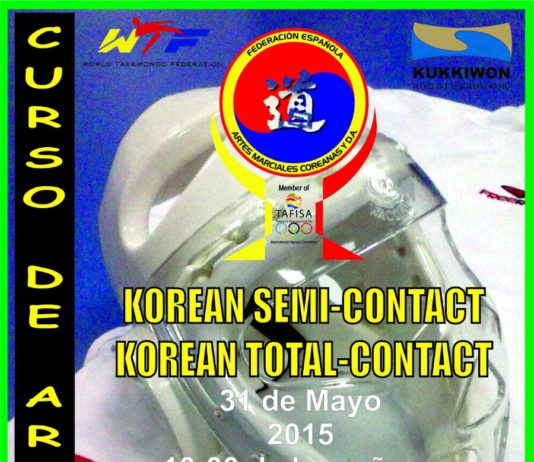 CURSO DE AR
WTF
WORLD TAEKWONDO FEDERATION
FEDERACIÓN ESPAÑOLA
道
ARTES MARCIALES COREANAS Y D.A.
KUKKIWON
Member of
TAFISA
KOREAN SEMI-CONTACT
KOREAN TOTAL-CONTACT
31 de Mayo
2015